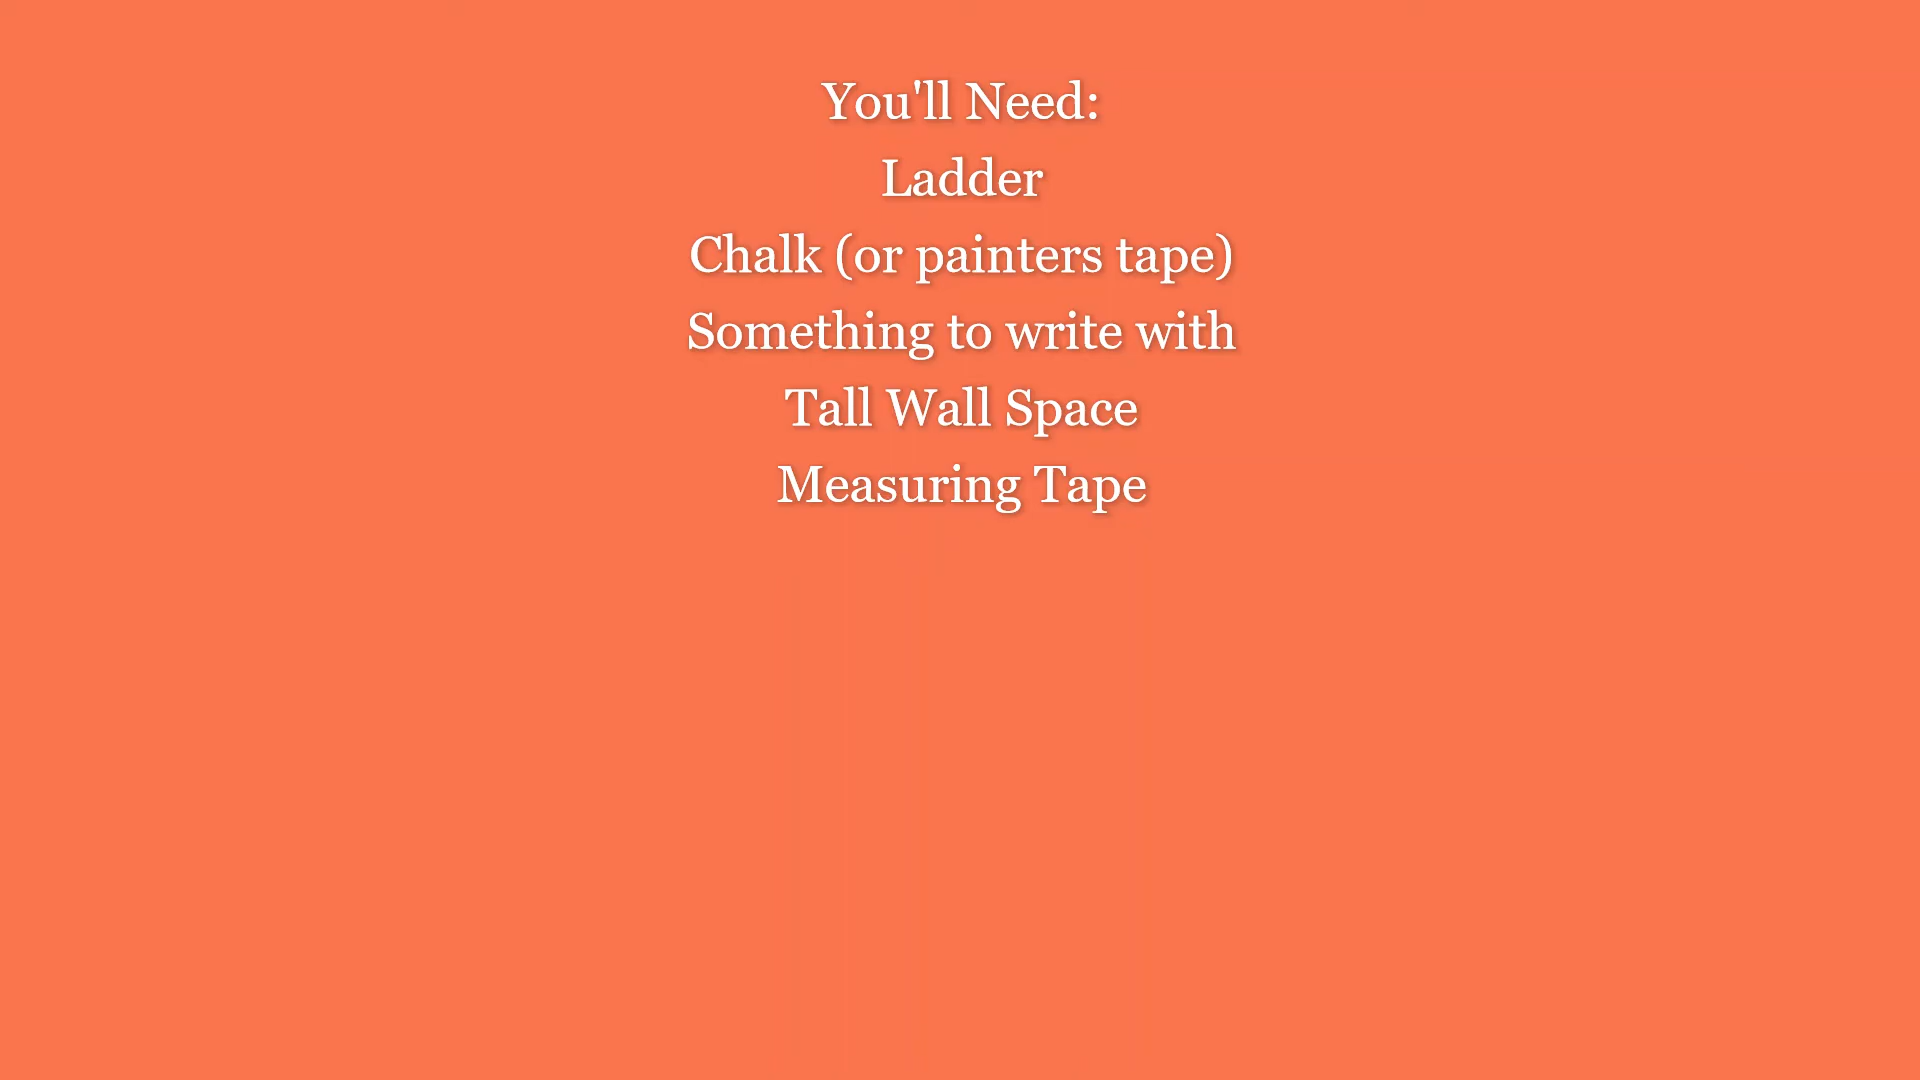 You'll Need:
Ladder
Chalk (or painters tape)
Something to write with
Tall Wall Space
Measuring Tape